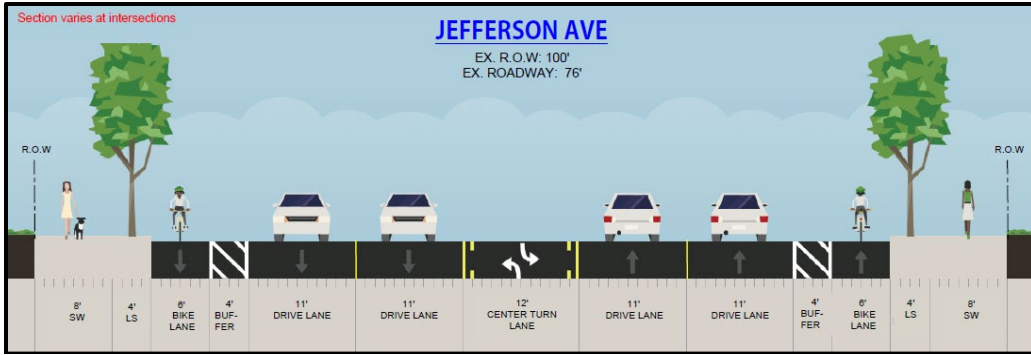 Section varies at intersections
JEFFERSON AVE
EX. R.O.W: 100'
EX. ROADWAY: 76'
R.O.W
R.O.W
8'
SW
4'
LS
6'
BIKE
LANE
4'
BUF-
FER
11'
DRIVE LANE
11'
DRIVE LANE
12'
CENTER TURN
LANE
11'
DRIVE LANE
11'
DRIVE LANE
4'
BUF-
FER
6'
BIKE
LANE
4'
LS
8'
SW